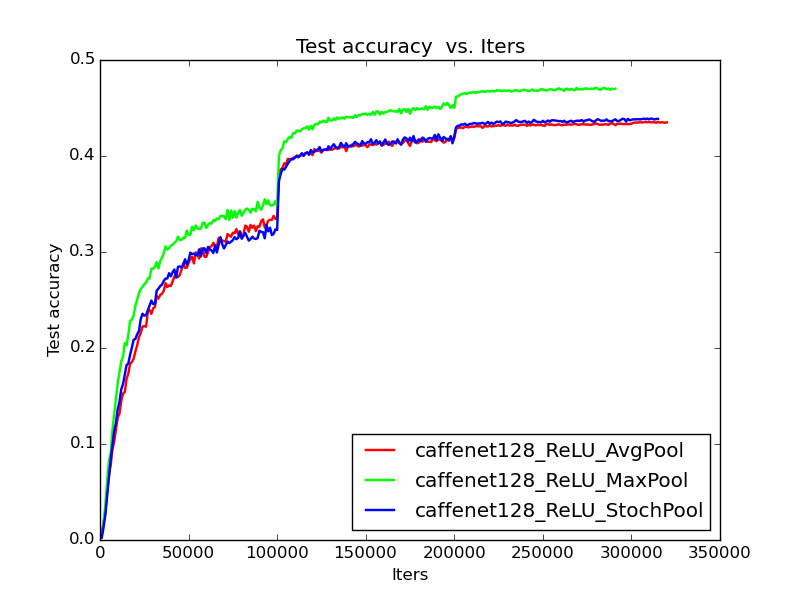 Test accuracy  vs. Iters
0.5
0.4
0.3
0.2
0.1
0.0
Test accuracy
caffenet128_ReLU_AvgPool
caffenet128_ReLU_MaxPool
caffenet128_ReLU_StochPool
0 50000 100000 150000 200000 250000 300000 350000
Iters